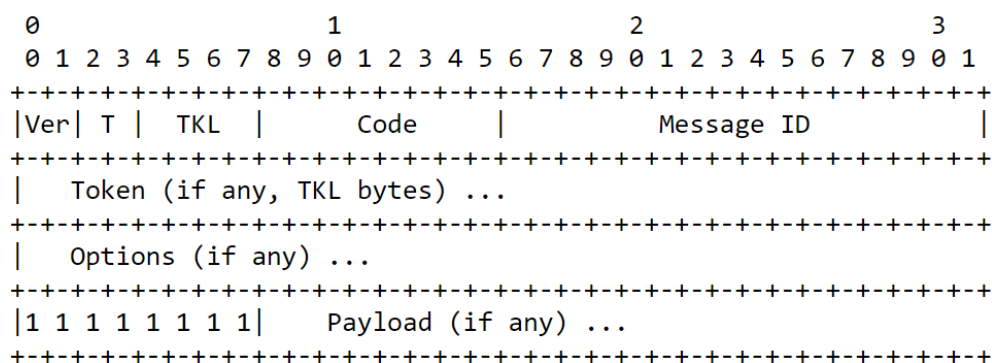 0                   1                   2                   3
 0 1 2 3 4 5 6 7 8 9 0 1 2 3 4 5 6 7 8 9 0 1 2 3 4 5 6 7 8 9 0 1
+-+-+-+-+-+-+-+-+-+-+-+-+-+-+-+-+-+-+-+-+-+-+-+-+-+-+-+-+-+-+-+-+
|Ver| T |  TKL  |      Code     |          Message ID           |
+-+-+-+-+-+-+-+-+-+-+-+-+-+-+-+-+-+-+-+-+-+-+-+-+-+-+-+-+-+-+-+-+
|   Token (if any, TKL bytes) ...
+-+-+-+-+-+-+-+-+-+-+-+-+-+-+-+-+-+-+-+-+-+-+-+-+-+-+-+-+-+-+-+-+
|   Options (if any) ...
+-+-+-+-+-+-+-+-+-+-+-+-+-+-+-+-+-+-+-+-+-+-+-+-+-+-+-+-+-+-+-+-+
|1 1 1 1 1 1 1 1|    Payload (if any) ...
+-+-+-+-+-+-+-+-+-+-+-+-+-+-+-+-+-+-+-+-+-+-+-+-+-+-+-+-+-+-+-+-+